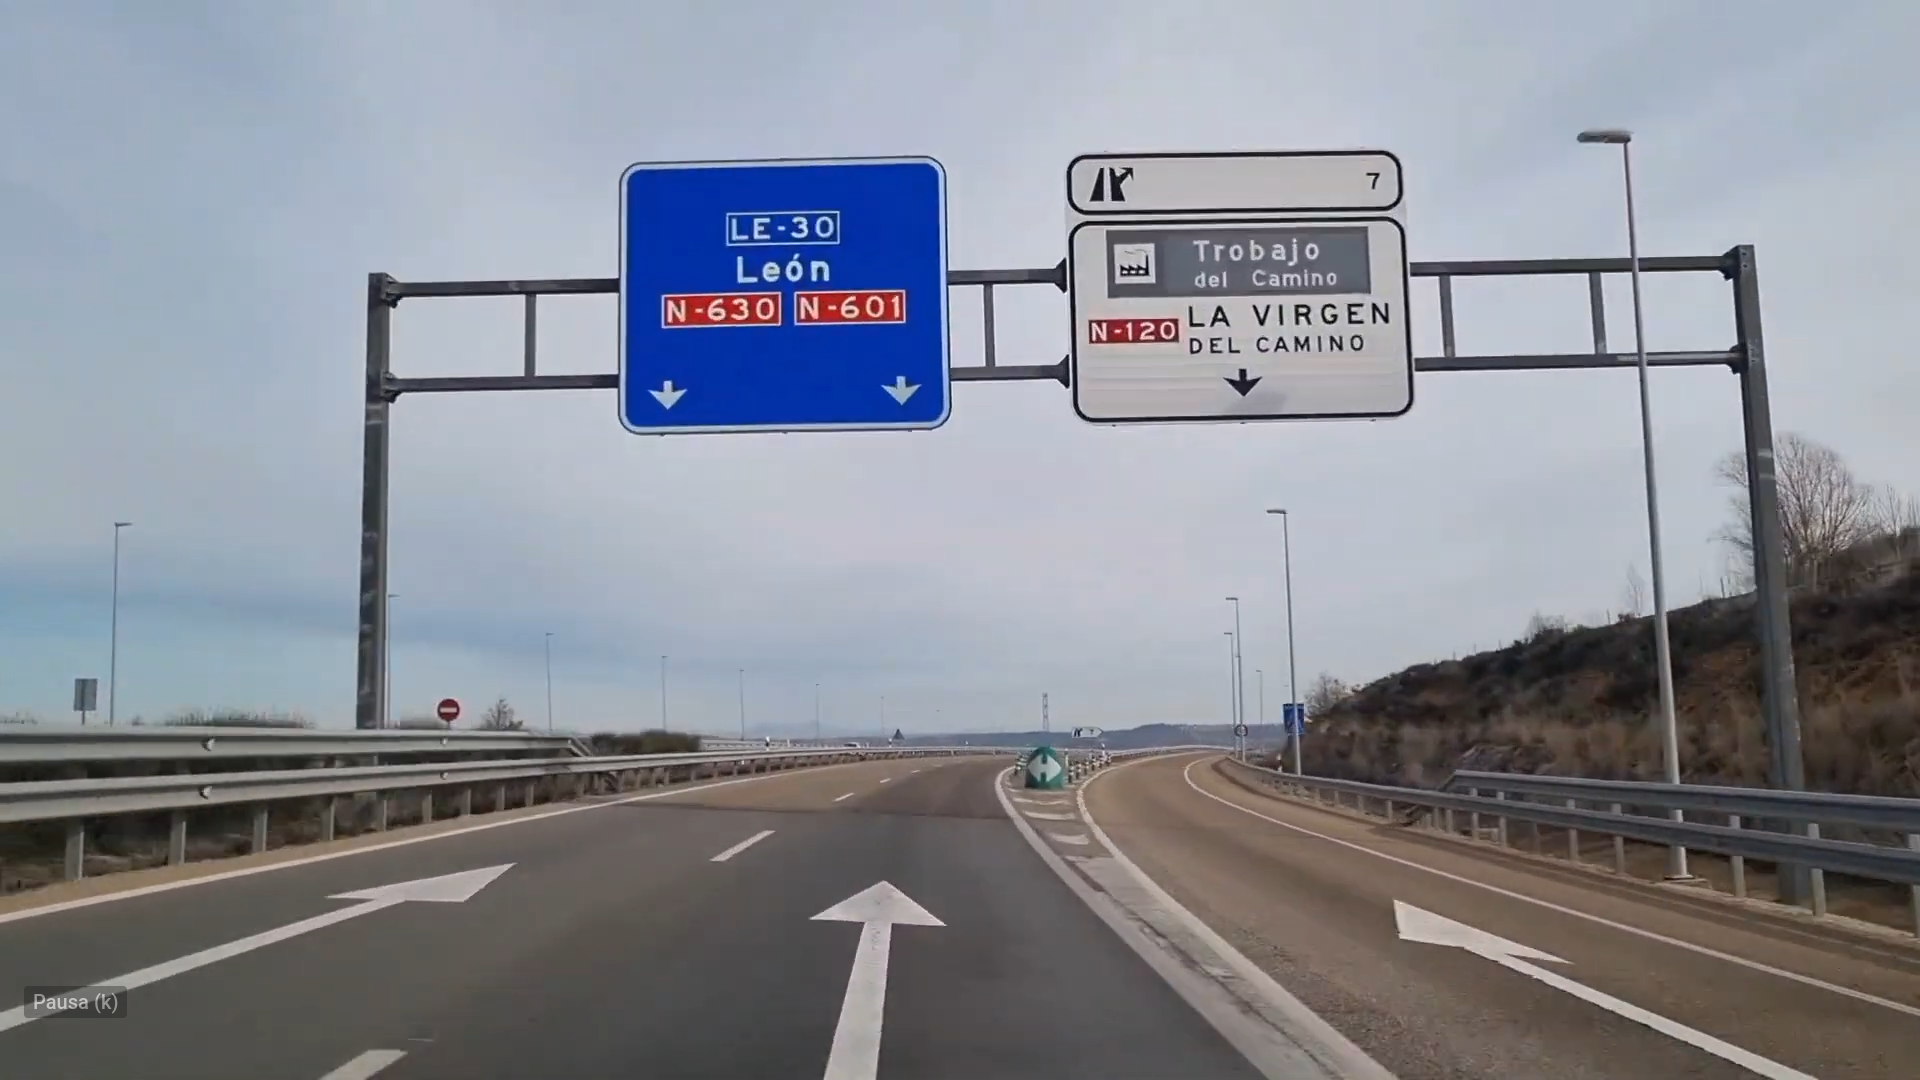 LE-30
León
N-630 N-601
7
Trobajo
del Camino
N-120 LA VIRGEN
DEL CAMINO
Pausa (k)